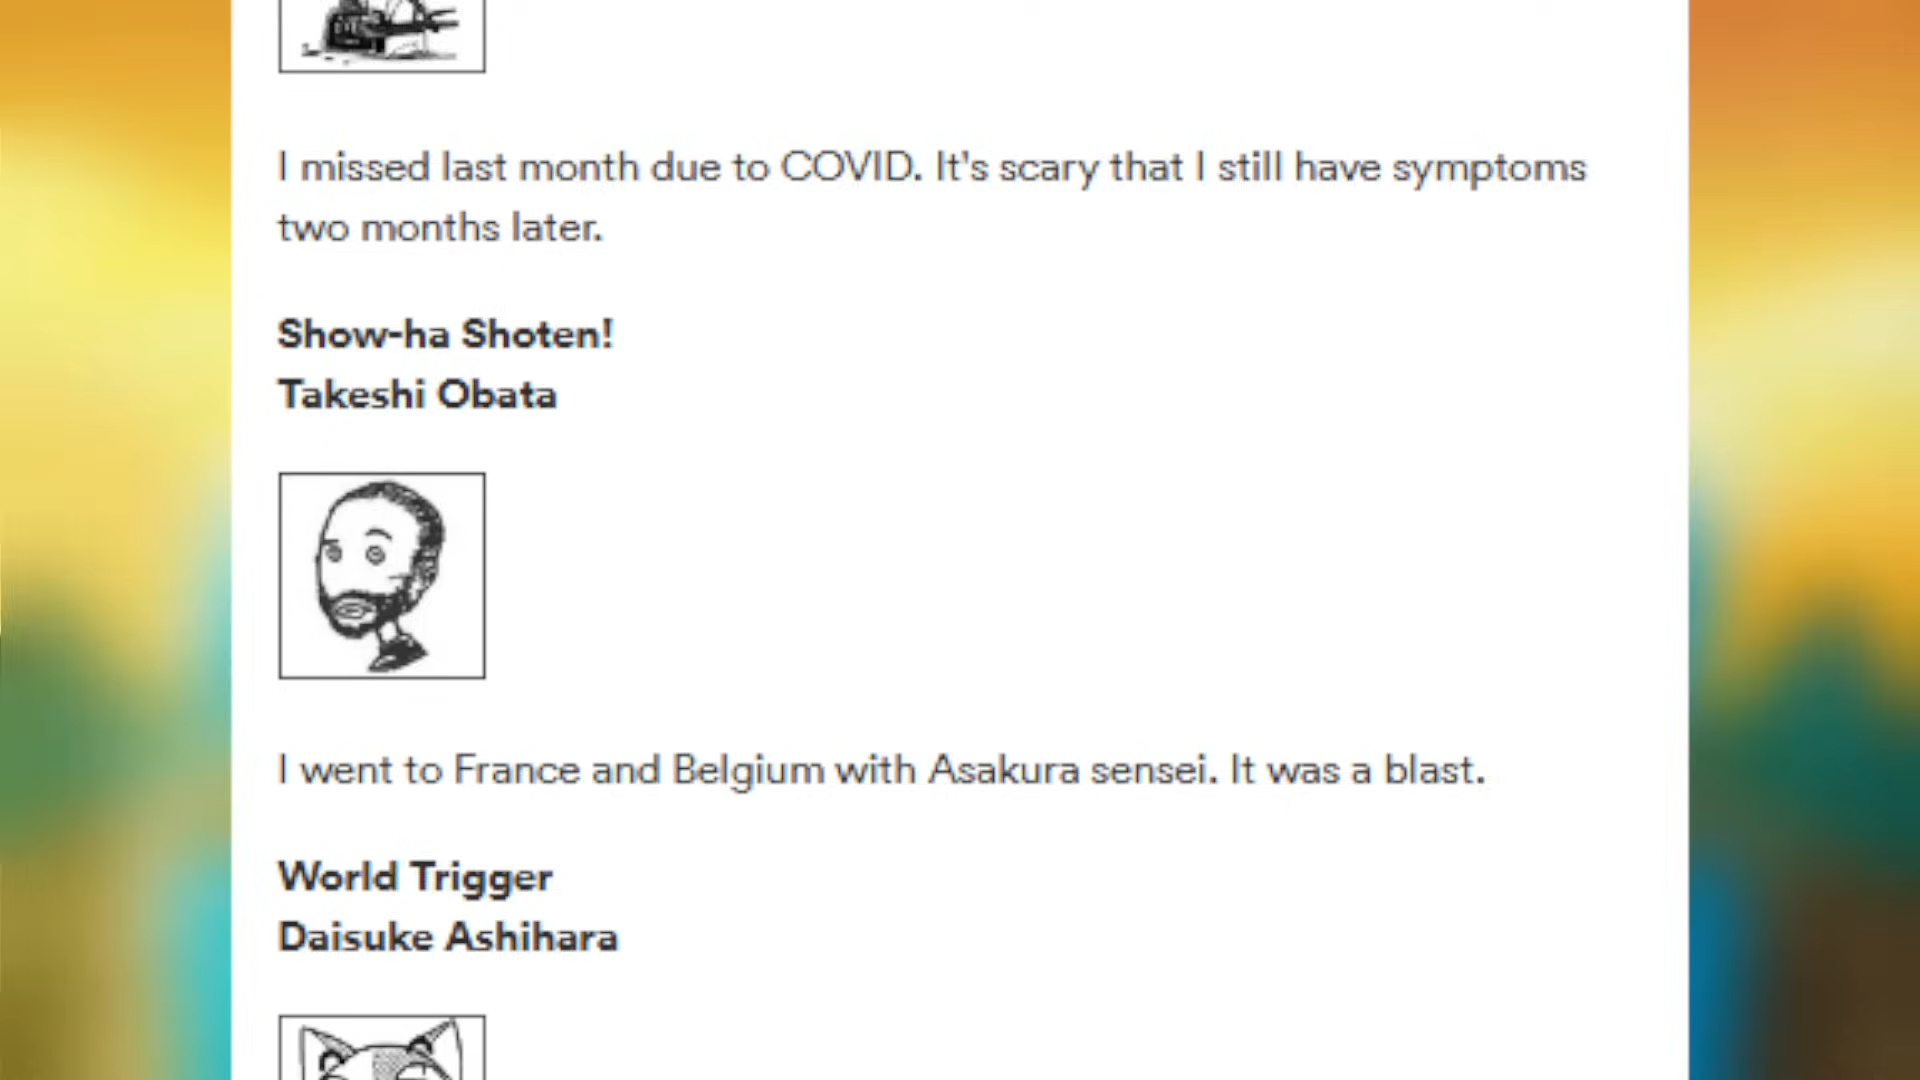 I missed last month due to COVID. It's scary that I still have symptoms
two months later.
Show-ha Shoten!
Takeshi Obata
I went to France and Belgium with Asakura sensei. It was a blast.
World Trigger
Daisuke Ashihara